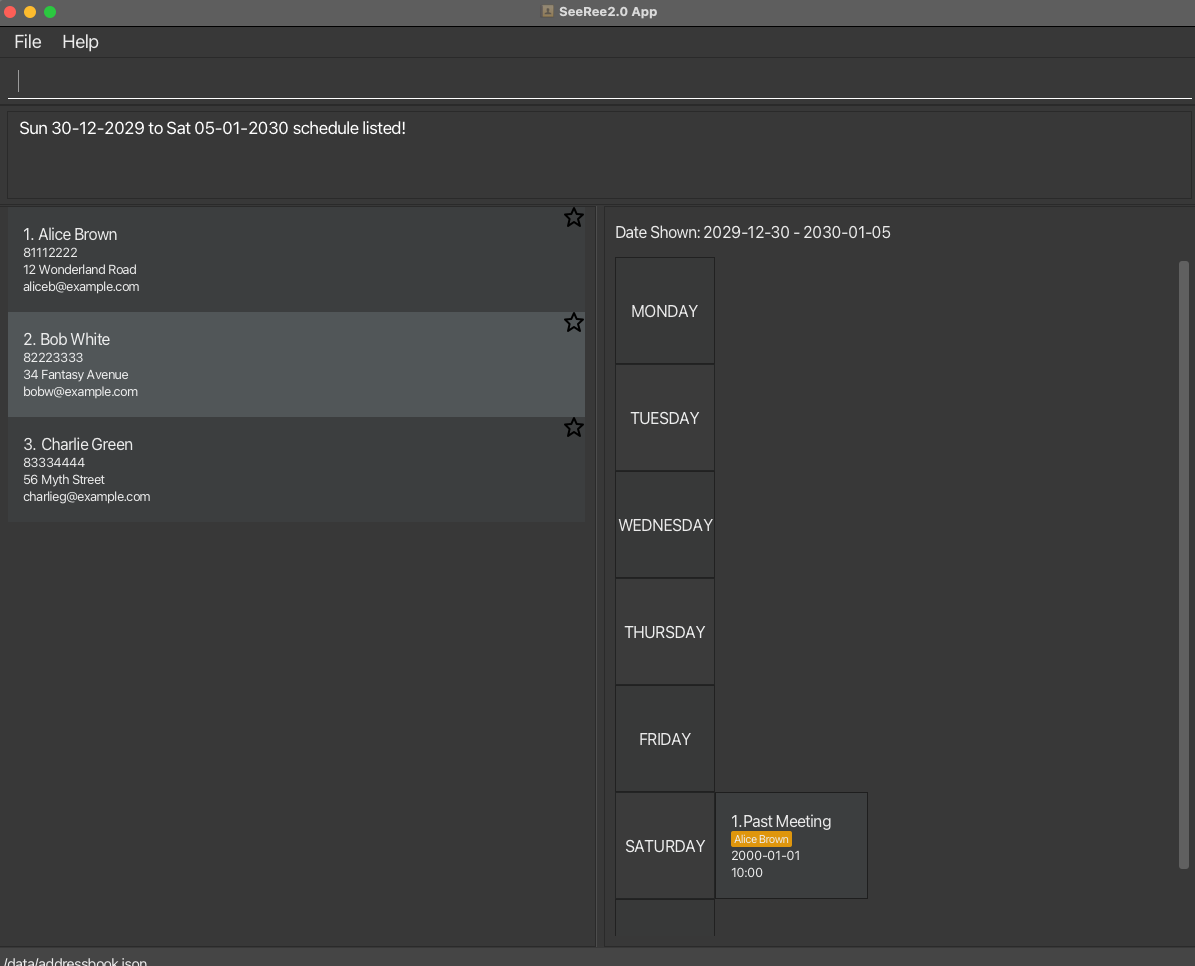 SeeRee2.0 App
File Help
Sun 30-12-2029 to Sat 05-01-2030 schedule listed!
1. Alice Brown
81112222
12 Wonderland Road
aliceb@example.com
2. Bob White
82223333
34 Fantasy Avenue
bobw@example.com
3. Charlie Green
83334444
56 Myth Street
charlieg@example.com
Date Shown: 2029-12-30 - 2030-01-05
MONDAY
TUESDAY
WEDNESDAY
THURSDAY
FRIDAY
SATURDAY
1.Past Meeting
Alice Brown
2000-01-01
10:00
/data/addressbook.json